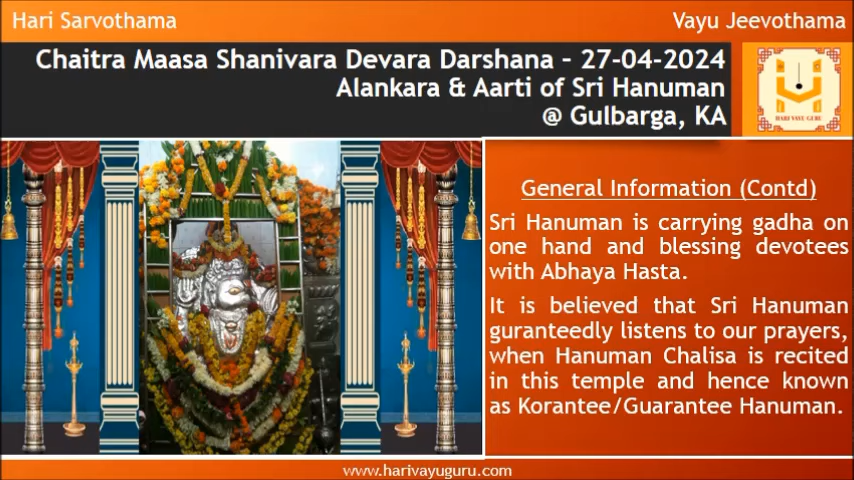 Hari Sarvothama
Vayu Jeevothama
Chaitra Maasa Shanivara Devara Darshana – 27-04-2024
Alankara & Aarti of Sri Hanuman
@ Gulbarga, KA
HARI VAYU GURU
General Information (Contd)
Sri Hanuman is carrying gadha on
one hand and blessing devotees
with Abhaya Hasta.
It is believed that Sri Hanuman
guranteedly listens to our prayers,
when Hanuman Chalisa is recited
in this temple and hence known
as Korantee/Guarantee Hanuman.
www.harivayuguru.com